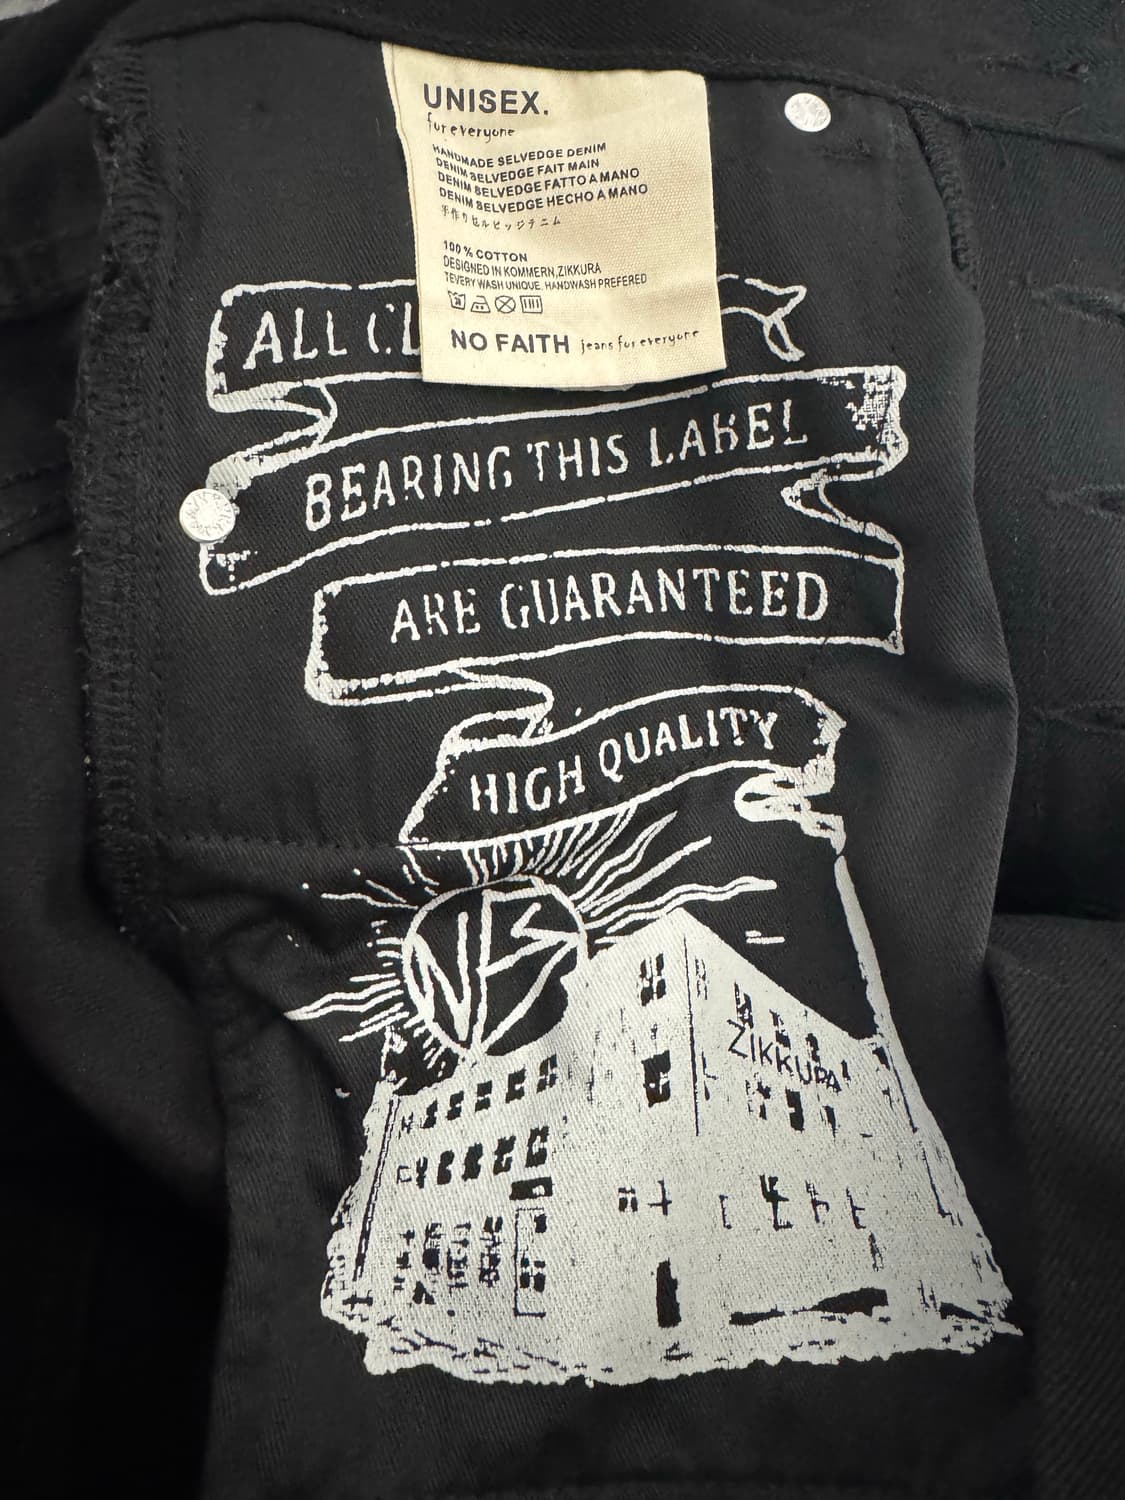 UNISEX.
for everyone
HANDMADE SELVEDGE DENIM
DENIM SELVEDGE FAIT MAIN
DENIM SELVEDGE FATTO A MANO
DENIM SELVEDGE HECHO A MANO
手作りセルビッジデニム
100% COTTON
DESIGNED IN KOMMERN,ZIKKURA
TEVERY WASH UNIQUE. HANDWASH PREFERED
NO FAITH jeans for everyone
ALL CL
BEARING THIS LABEL
ARE GUARANTEED
HIGH QUALITY
NFS
ZIKKURA